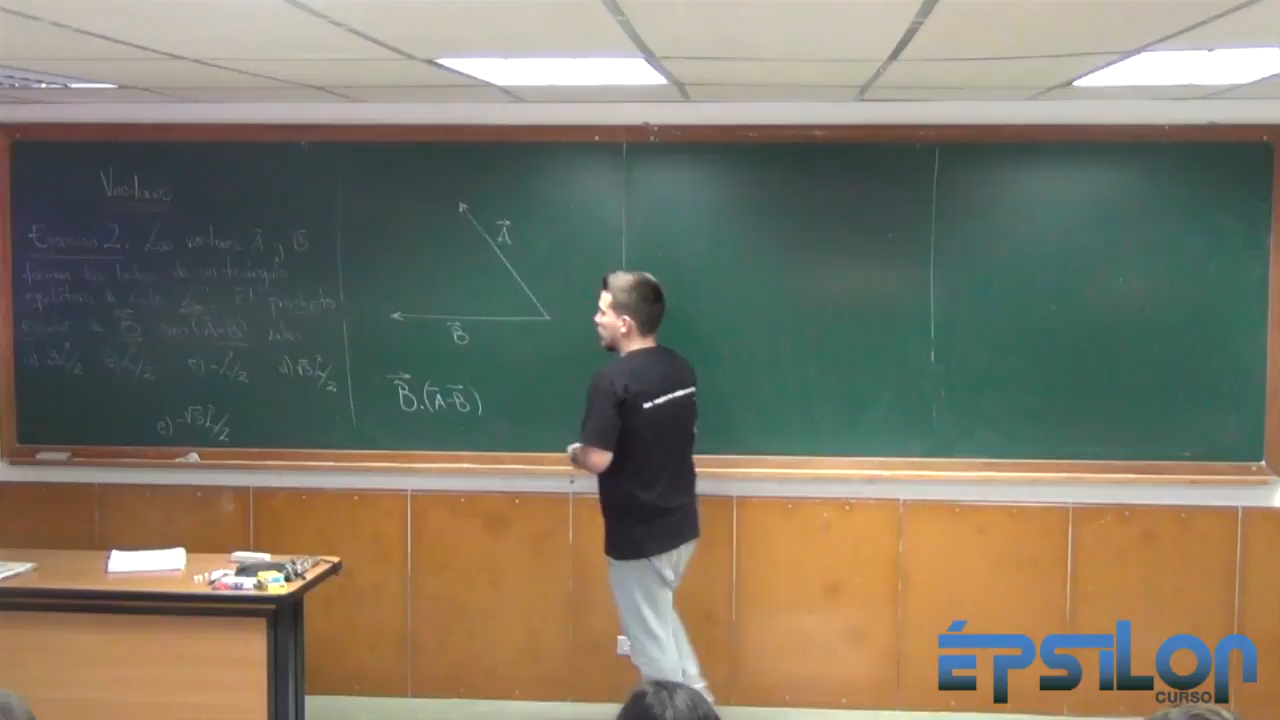 Vectores
Ejercicio 2. Los vectores A⃗ y B⃗
forman dos lados de un triángulo
equilátero de lado L. El producto
escalar de B⃗ con (A⃗-B⃗) vale:
a) 3L²/2 b) L²/2 c) -L²/2 d) √3L²/2
e) -√3L²/2
A⃗
B⃗
B⃗.(A⃗-B⃗)
ÉPSILON
CURSO